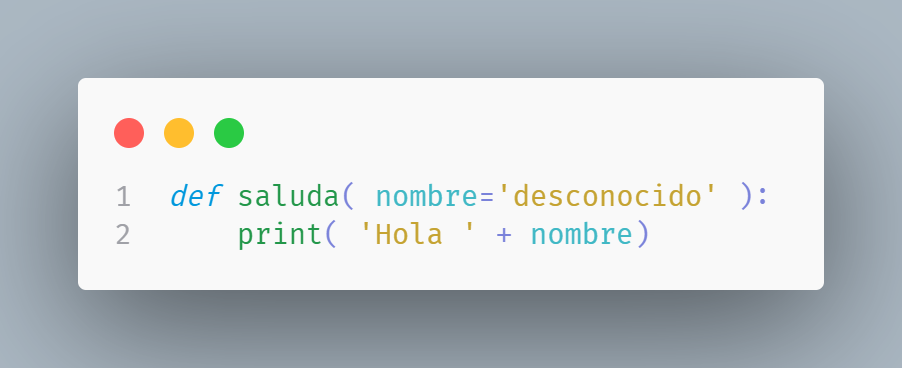 1 def saluda( nombre='desconocido' ):
2     print( 'Hola ' + nombre)